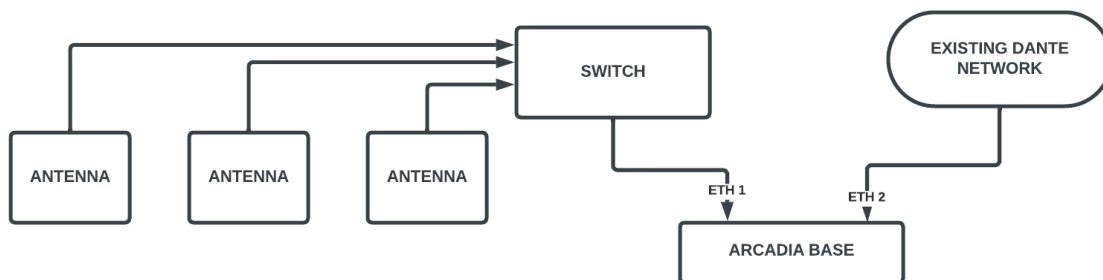 SWITCH
EXISTING DANTE
NETWORK
ANTENNA
ANTENNA
ANTENNA
ETH 1
ETH 2
ARCADIA BASE